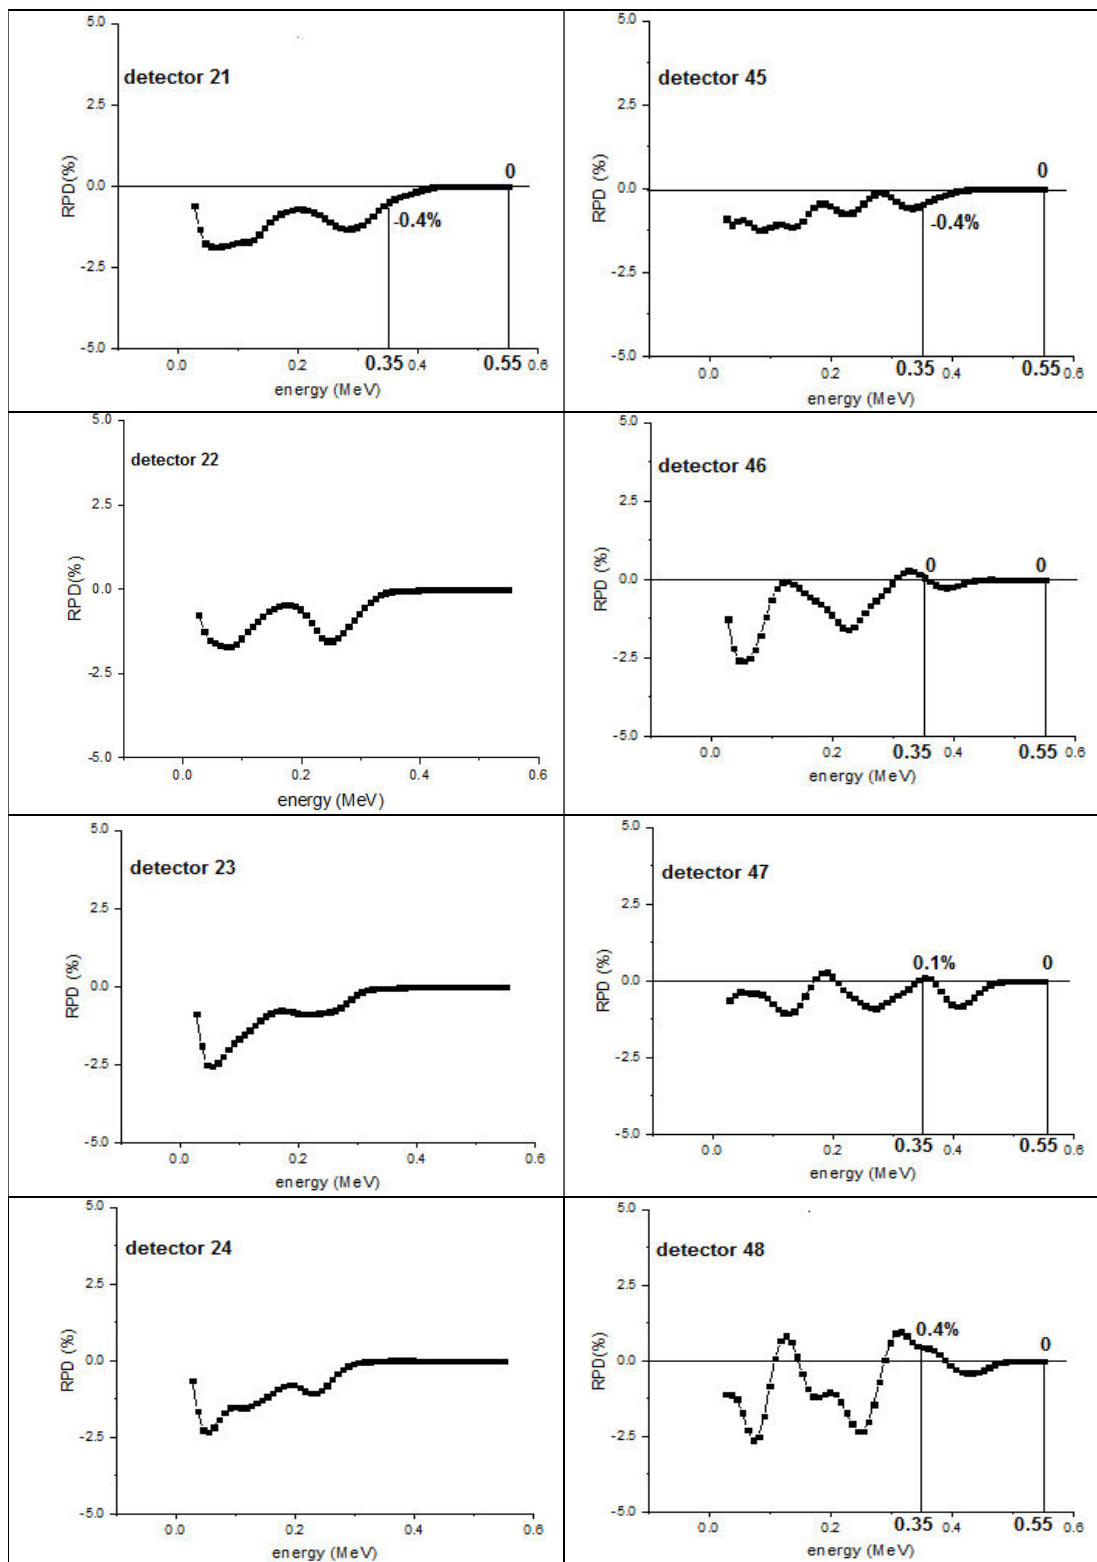 5.0
detector 21
2.5
RPD(%)
0
0.0
-0.4%
-2.5
-5.0
0.0 0.2 0.35 0.4 0.55 0.6
energy (MeV)
5.0
detector 45
2.5
RPD (%)
0
0.0
-0.4%
-2.5
-5.0
0.0 0.2 0.35 0.4 0.55 0.6
energy (MeV)
5.0
detector 22
2.5
RPD(%)
0.0
-2.5
-5.0
0.0 0.2 0.4 0.6
energy (MeV)
5.0
detector 46
2.5
RPD (%)
0 0
0.0
-2.5
-5.0
0.0 0.2 0.35 0.4 0.55 0.6
energy (MeV)
5.0
detector 23
2.5
RPD (%)
0.0
-2.5
-5.0
0.0 0.2 0.4 0.6
energy (MeV)
5.0
detector 47
2.5
RPD (%)
0.1% 0
0.0
-2.5
-5.0
0.0 0.2 0.35 0.4 0.55 0.6
energy (MeV)
5.0
detector 24
2.5
RPD (%)
0.0
-2.5
-5.0
0.0 0.2 0.4 0.6
energy (MeV)
5.0
detector 48
2.5
RPD(%)
0.4% 0
0.0
-2.5
-5.0
0.0 0.2 0.35 0.4 0.55 0.6
energy (MeV)